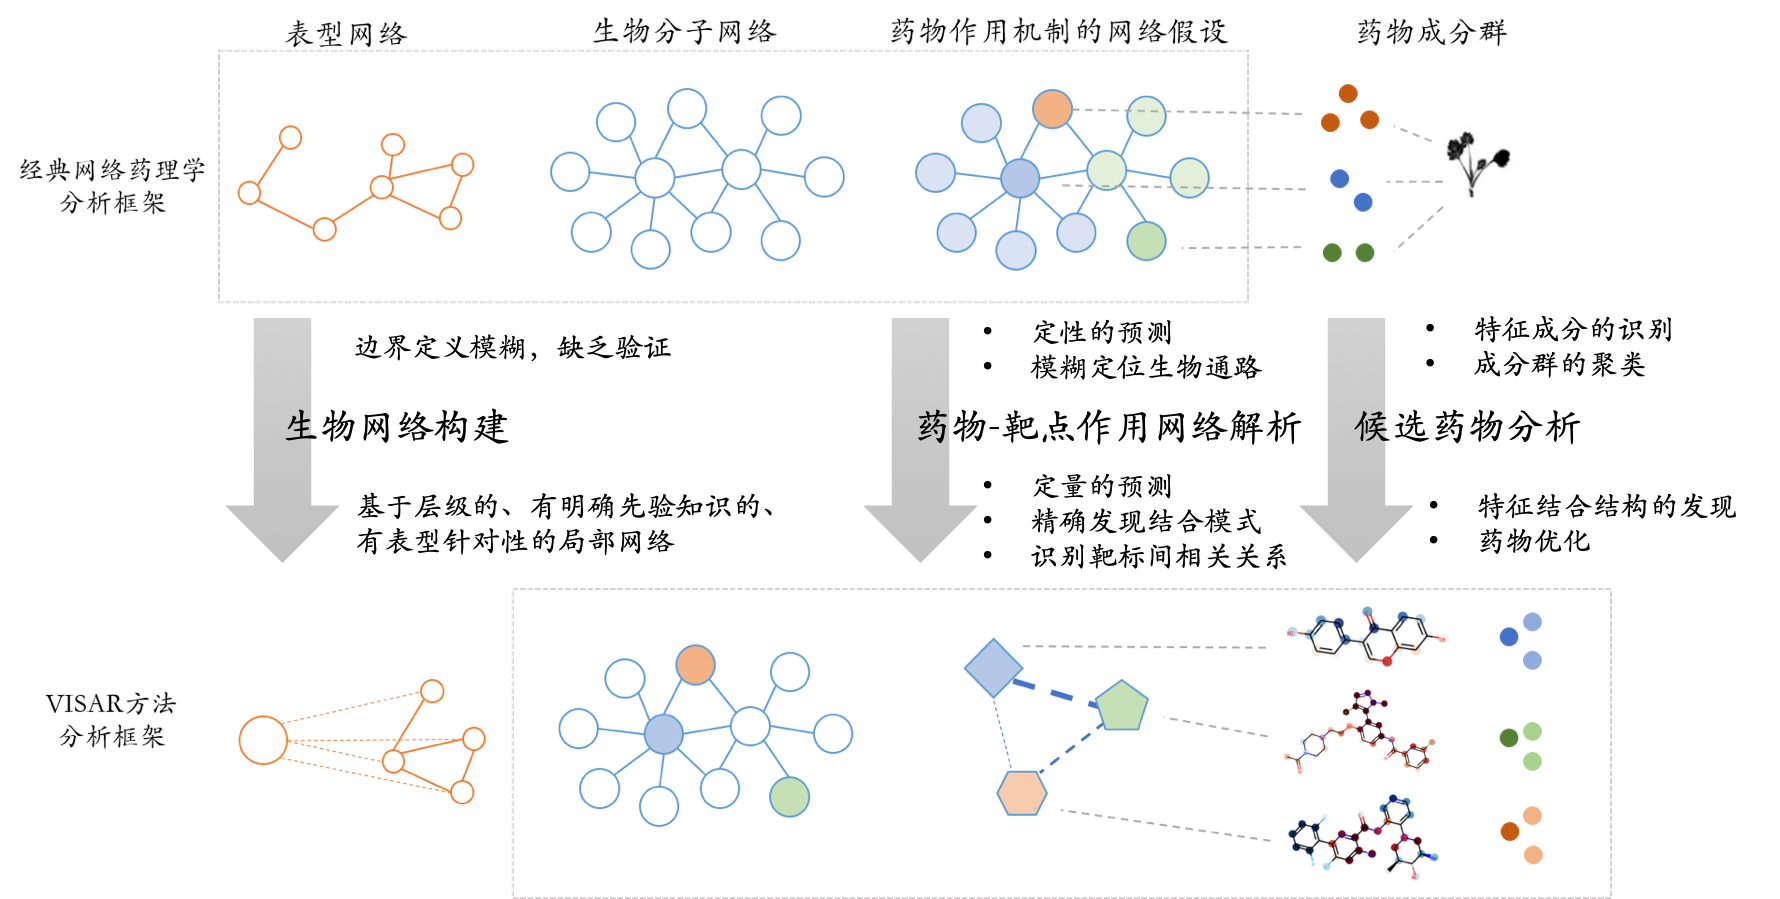 表型网络
生物分子网络
药物作用机制的网络假设
药物成分群
经典网络药理学
分析框架
边界定义模糊，缺乏验证
• 定性的预测
• 模糊定位生物通路
• 特征成分的识别
• 成分群的聚类
生物网络构建
药物-靶点作用网络解析
候选药物分析
基于层级的、有明确先验知识的、
有表型针对性的局部网络
• 定量的预测
• 精确发现结合模式
• 识别靶标间相关关系
• 特征结合结构的发现
• 药物优化
VISAR方法
分析框架